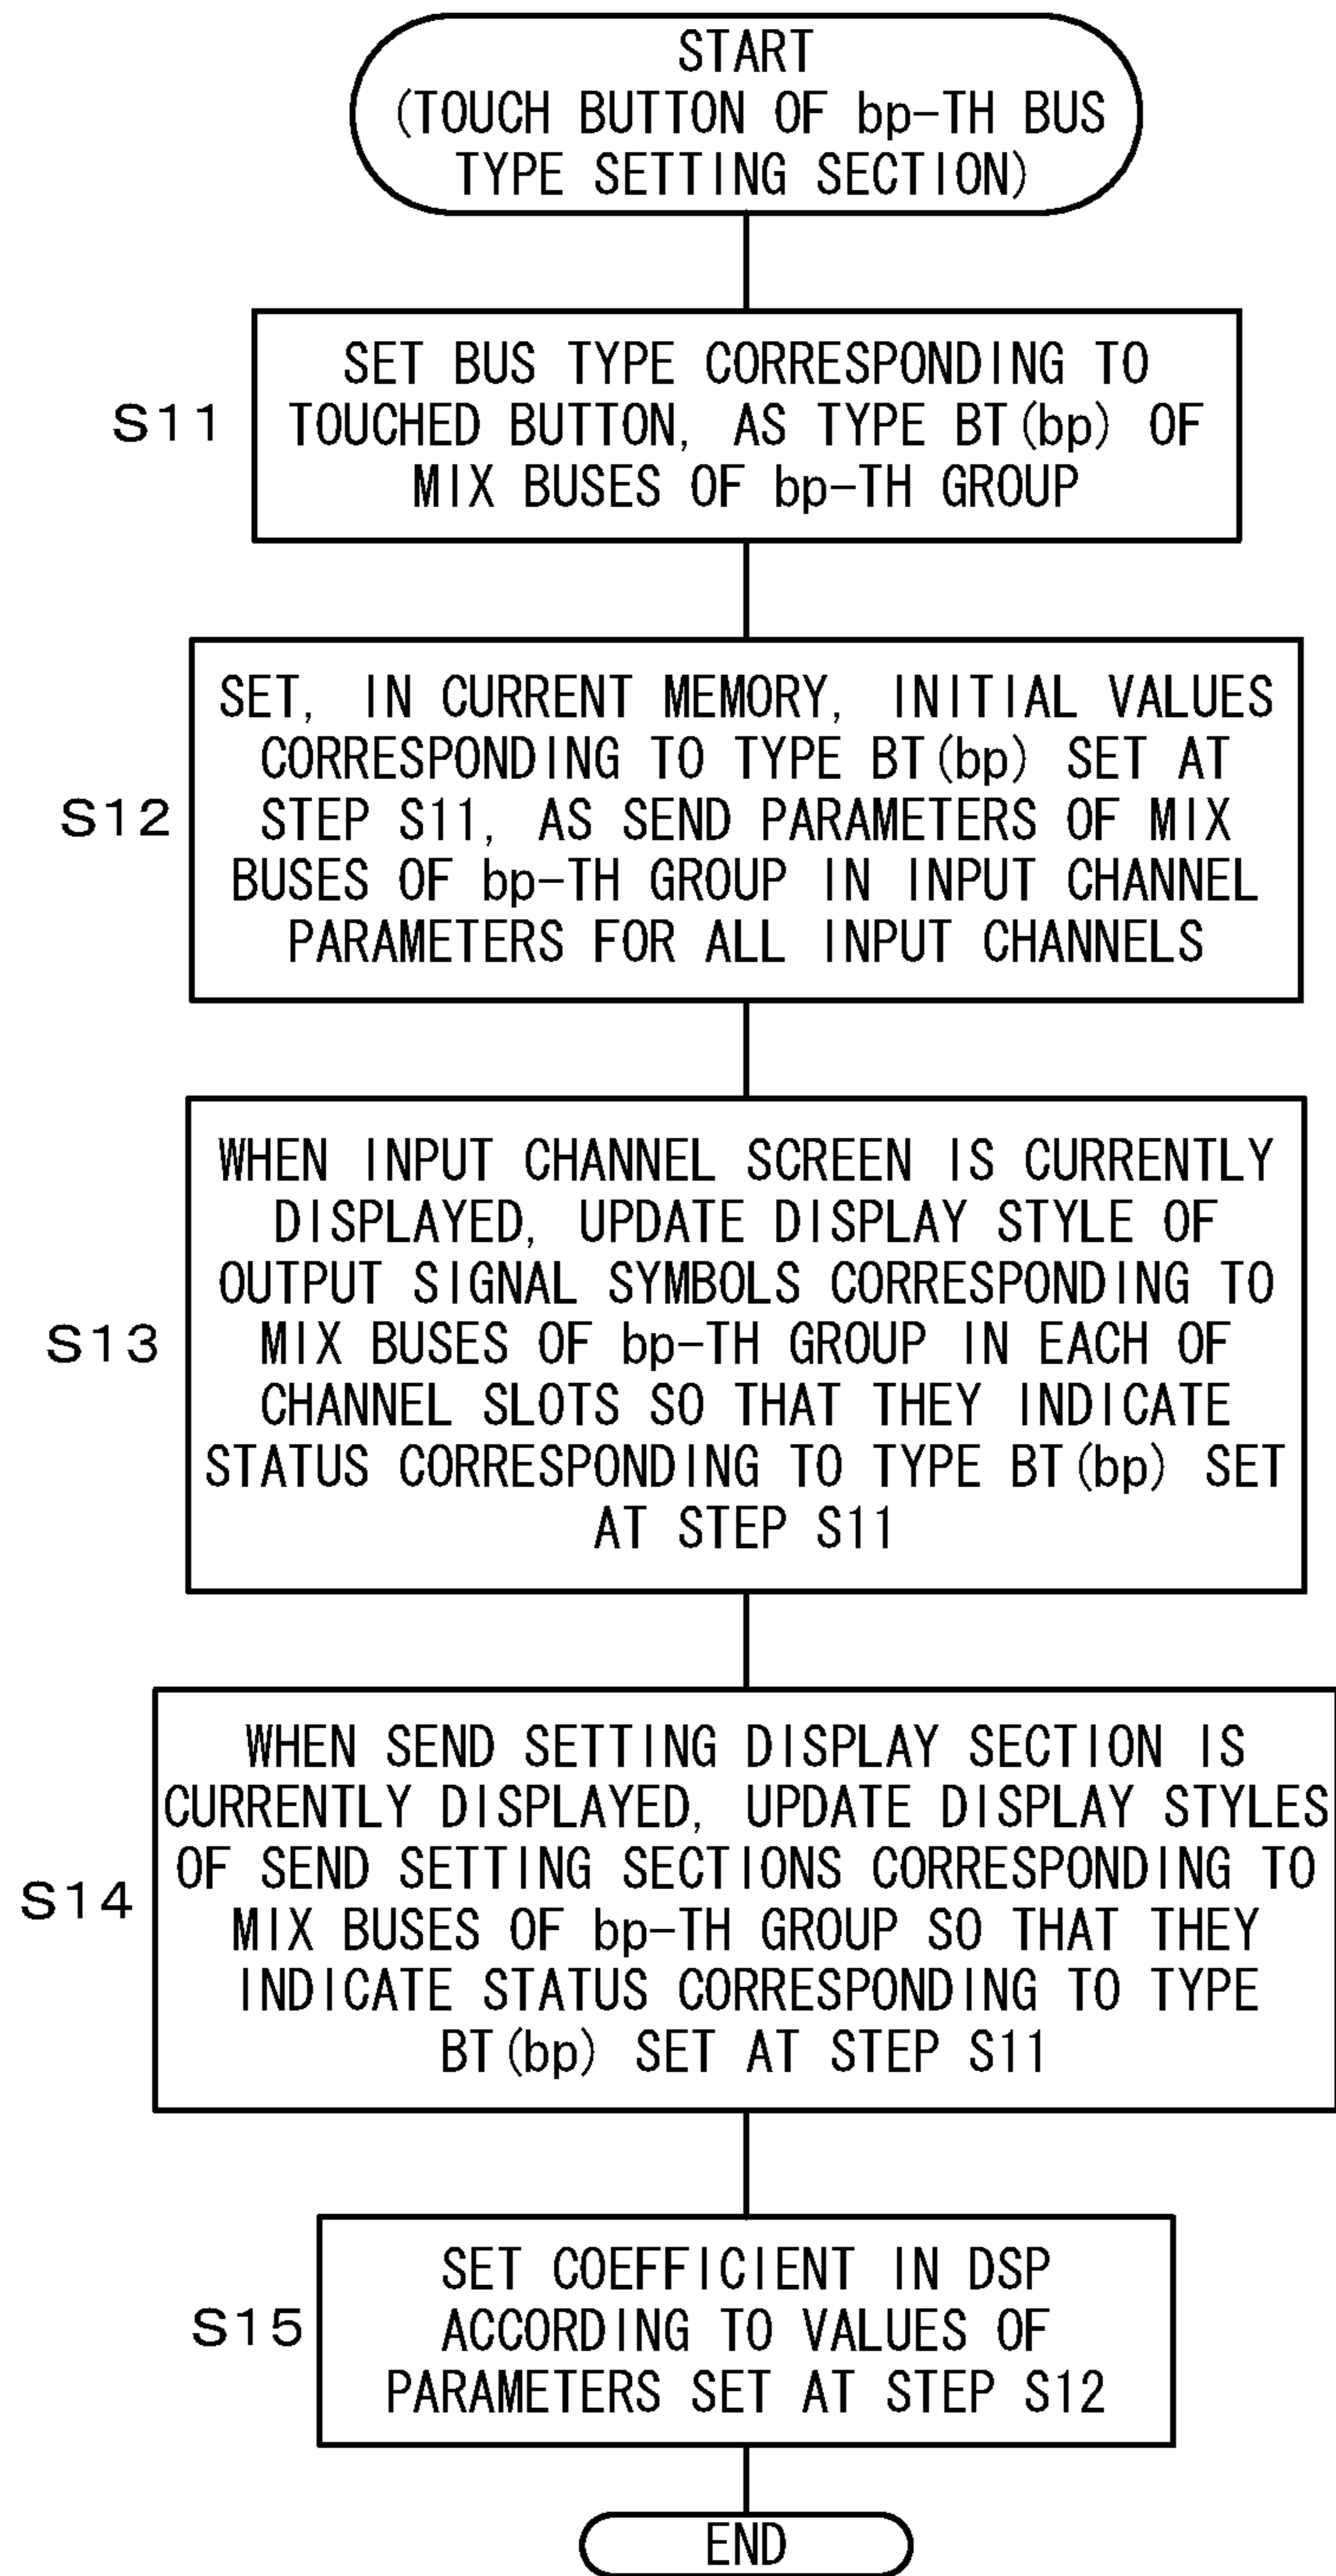 START
(TOUCH BUTTON OF bp-TH BUS
TYPE SETTING SECTION)
S11
SET BUS TYPE CORRESPONDING TO
TOUCHED BUTTON, AS TYPE BT(bp) OF
MIX BUSES OF bp-TH GROUP
S12
SET, IN CURRENT MEMORY, INITIAL VALUES
CORRESPONDING TO TYPE BT(bp) SET AT
STEP S11, AS SEND PARAMETERS OF MIX
BUSES OF bp-TH GROUP IN INPUT CHANNEL
PARAMETERS FOR ALL INPUT CHANNELS
S13
WHEN INPUT CHANNEL SCREEN IS CURRENTLY
DISPLAYED, UPDATE DISPLAY STYLE OF
OUTPUT SIGNAL SYMBOLS CORRESPONDING TO
MIX BUSES OF bp-TH GROUP IN EACH OF
CHANNEL SLOTS SO THAT THEY INDICATE
STATUS CORRESPONDING TO TYPE BT(bp) SET
AT STEP S11
S14
WHEN SEND SETTING DISPLAY SECTION IS
CURRENTLY DISPLAYED, UPDATE DISPLAY STYLES
OF SEND SETTING SECTIONS CORRESPONDING TO
MIX BUSES OF bp-TH GROUP SO THAT THEY
INDICATE STATUS CORRESPONDING TO TYPE
BT(bp) SET AT STEP S11
S15
SET COEFFICIENT IN DSP
ACCORDING TO VALUES OF
PARAMETERS SET AT STEP S12
END